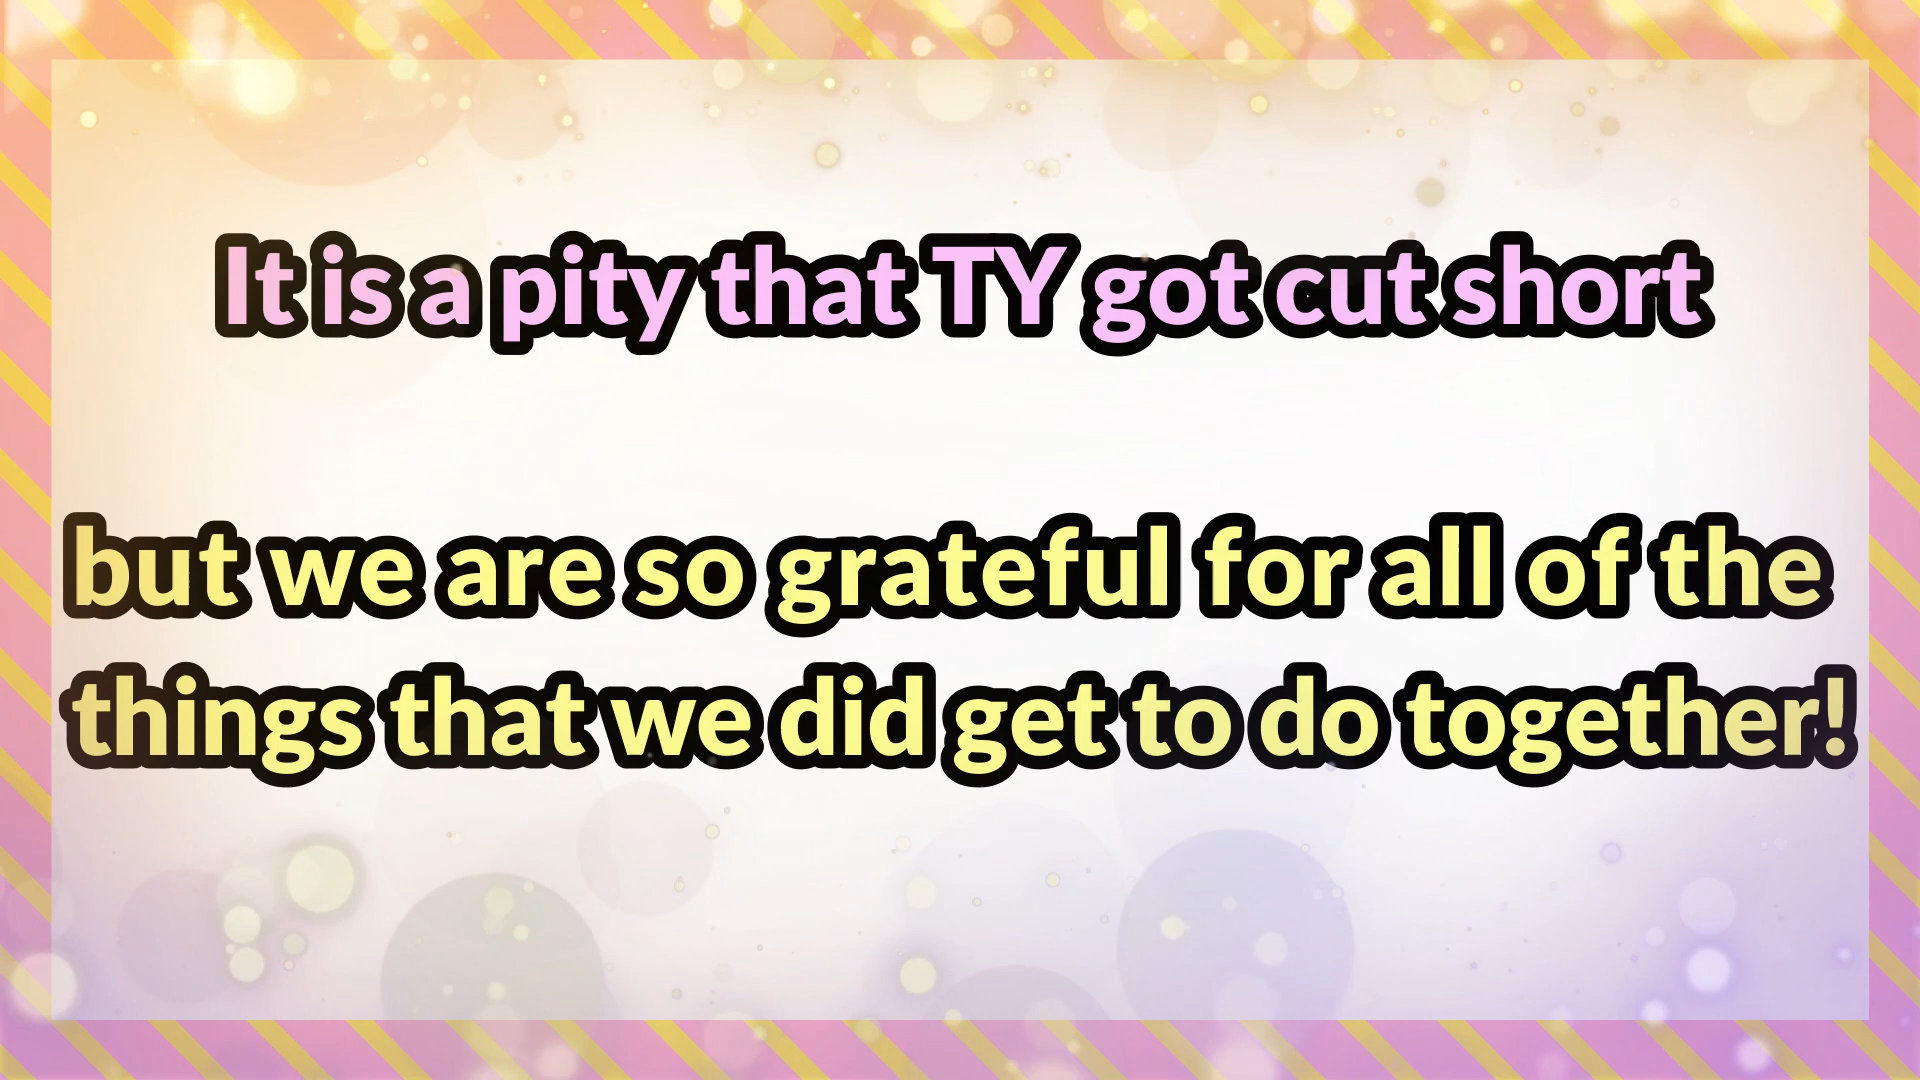 It is a pity that TY got cut short
but we are so grateful for all of the
things that we did get to do together!